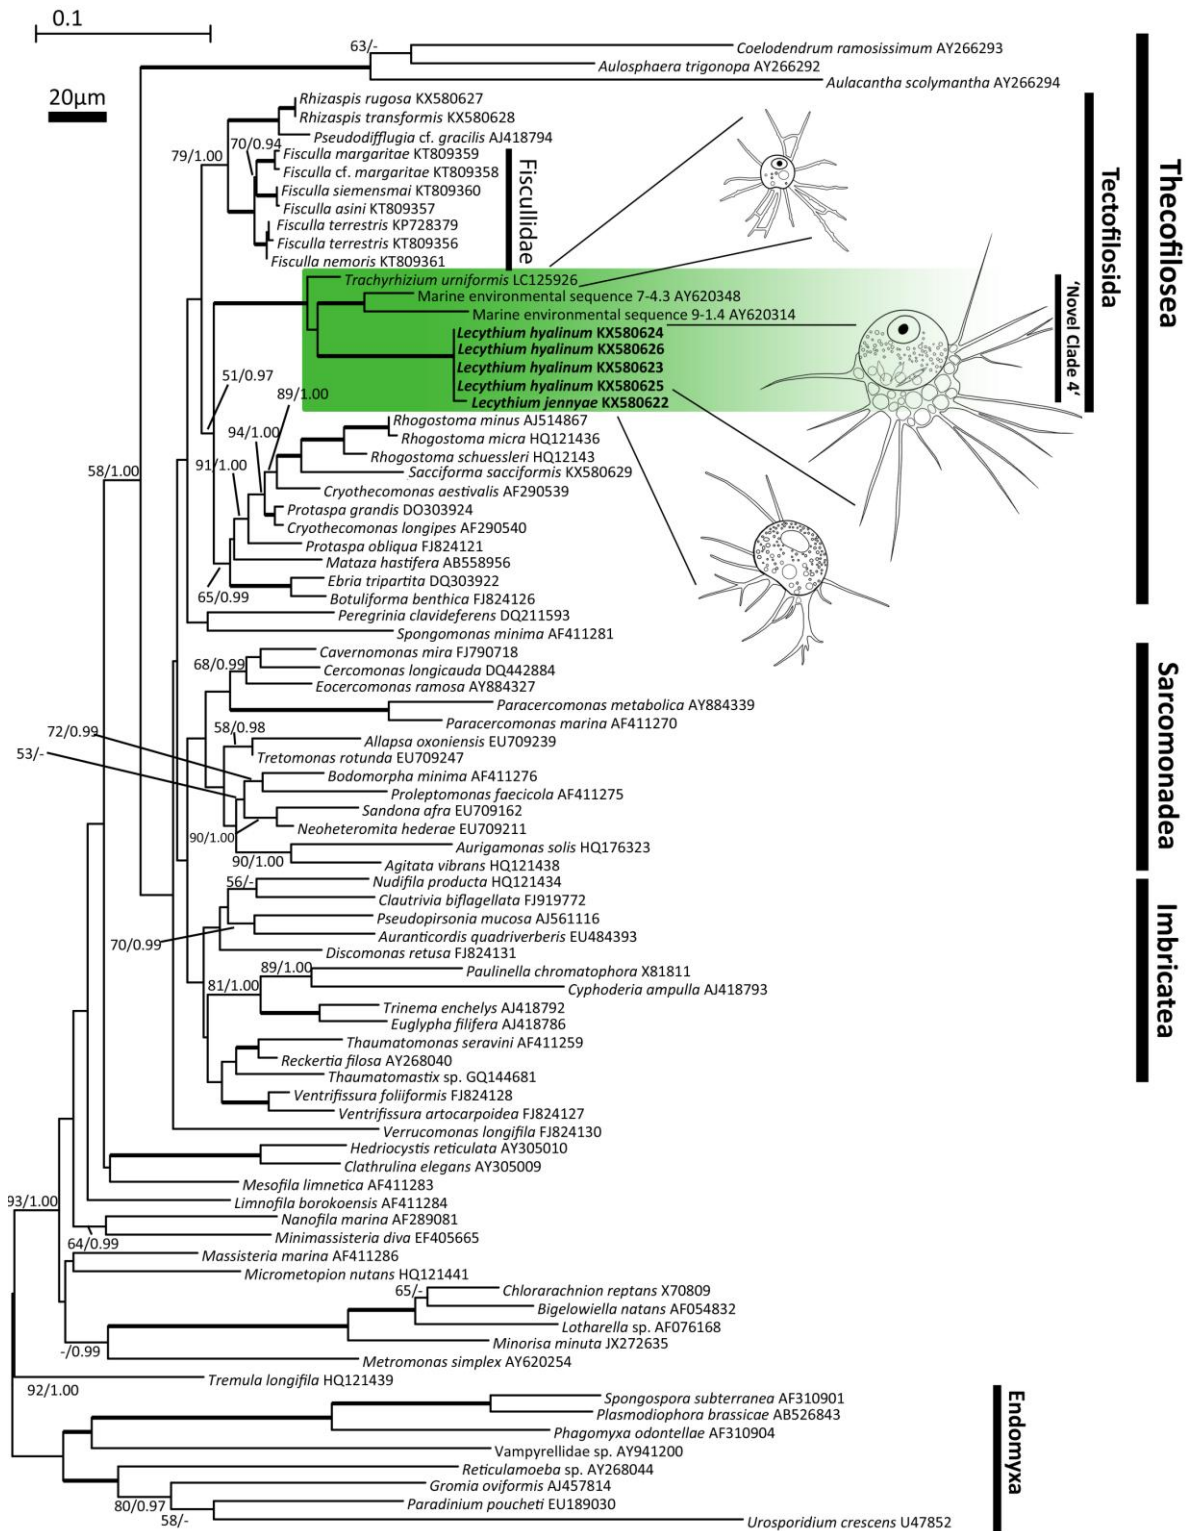 0.1
20µm
63/-
Coelodendrum ramosissimum AY266293
Aulosphaera trigonopa AY266292
Aulacantha scolymantha AY266294
Rhizaspis rugosa KX580627
Rhizaspis transformis KX580628
Pseudodifflugia cf. gracilis AJ418794
79/1.00
70/0.94
Fisculla margaritae KT809359
Fisculla cf. margaritae KT809358
Fisculla siemensmai KT809360
Fisculla asini KT809357
Fisculla terrestris KP728379
Fisculla terrestris KT809356
Fisculla nemoris KT809361
Fiscullidae
Trachyrhizium urniformis LC125926
Marine environmental sequence 7-4.3 AY620348
Marine environmental sequence 9-1.4 AY620314
Lecythium hyalinum KX580624
Lecythium hyalinum KX580626
Lecythium hyalinum KX580623
Lecythium hyalinum KX580625
Lecythium jennyae KX580622
'Novel Clade 4'
Tectofilosida
Thecofilosea
51/0.97
89/1.00
94/1.00
91/1.00
58/1.00
Rhogostoma minus AJ514867
Rhogostoma micra HQ121436
Rhogostoma schuessleri HQ12143
Sacciforma sacciformis KX580629
Cryothecomonas aestivalis AF290539
Protaspa grandis DO303924
Cryothecomonas longipes AF290540
Protaspa obliqua FJ824121
Mataza hastifera AB558956
Ebria tripartita DQ303922
65/0.99
Botuliforma benthica FJ824126
Peregrinia clavideferens DQ211593
Spongomonas minima AF411281
Cavernomonas mira FJ790718
68/0.99
Cercomonas longicauda DQ442884
Eocercomonas ramosa AY884327
Paracercomonas metabolica AY884339
Paracercomonas marina AF411270
72/0.99
58/0.98
53/-
Allapsa oxoniensis EU709239
Tretomonas rotunda EU709247
Bodomorpha minima AF411276
Proleptomonas faecicola AF411275
Sandona afra EU709162
Neoheteromita hederae EU709211
90/1.00
Aurigamonas solis HQ176323
90/1.00
Agitata vibrans HQ121438
Sarcomonadea
56/-
Nudifila producta HQ121434
Clautrivia biflagellata FJ919772
Pseudopirsonia mucosa AJ561116
Auranticordis quadriverberis EU484393
70/0.99
Discomonas retusa FJ824131
89/1.00
Paulinella chromatophora X81811
81/1.00
Cyphoderia ampulla AJ418793
Trinema enchelys AJ418792
Euglypha filifera AJ418786
Thaumatomonas seravini AF411259
Reckertia filosa AY268040
Thaumatomastix sp. GQ144681
Ventrifissura foliiformis FJ824128
Ventrifissura artocarpoidea FJ824127
Imbricatea
Verrucomonas longifila FJ824130
Hedriocystis reticulata AY305010
Clathrulina elegans AY305009
Mesofila limnetica AF411283
93/1.00
Limnofila borokoensis AF411284
Nanofila marina AF289081
Minimassisteria diva EF405665
64/0.99
Massisteria marina AF411286
Micrometopion nutans HQ121441
65/-
Chlorarachnion reptans X70809
Bigelowiella natans AF054832
Lotharella sp. AF076168
Minorisa minuta JX272635
-/0.99
Metromonas simplex AY620254
Tremula longifila HQ121439
92/1.00
Spongospora subterranea AF310901
Plasmodiophora brassicae AB526843
Phagomyxa odontellae AF310904
Vampyrellidae sp. AY941200
Reticulamoeba sp. AY268044
Gromia oviformis AJ457814
80/0.97
Paradinium poucheti EU189030
58/-
Urosporidium crescens U47852
Endomyxa